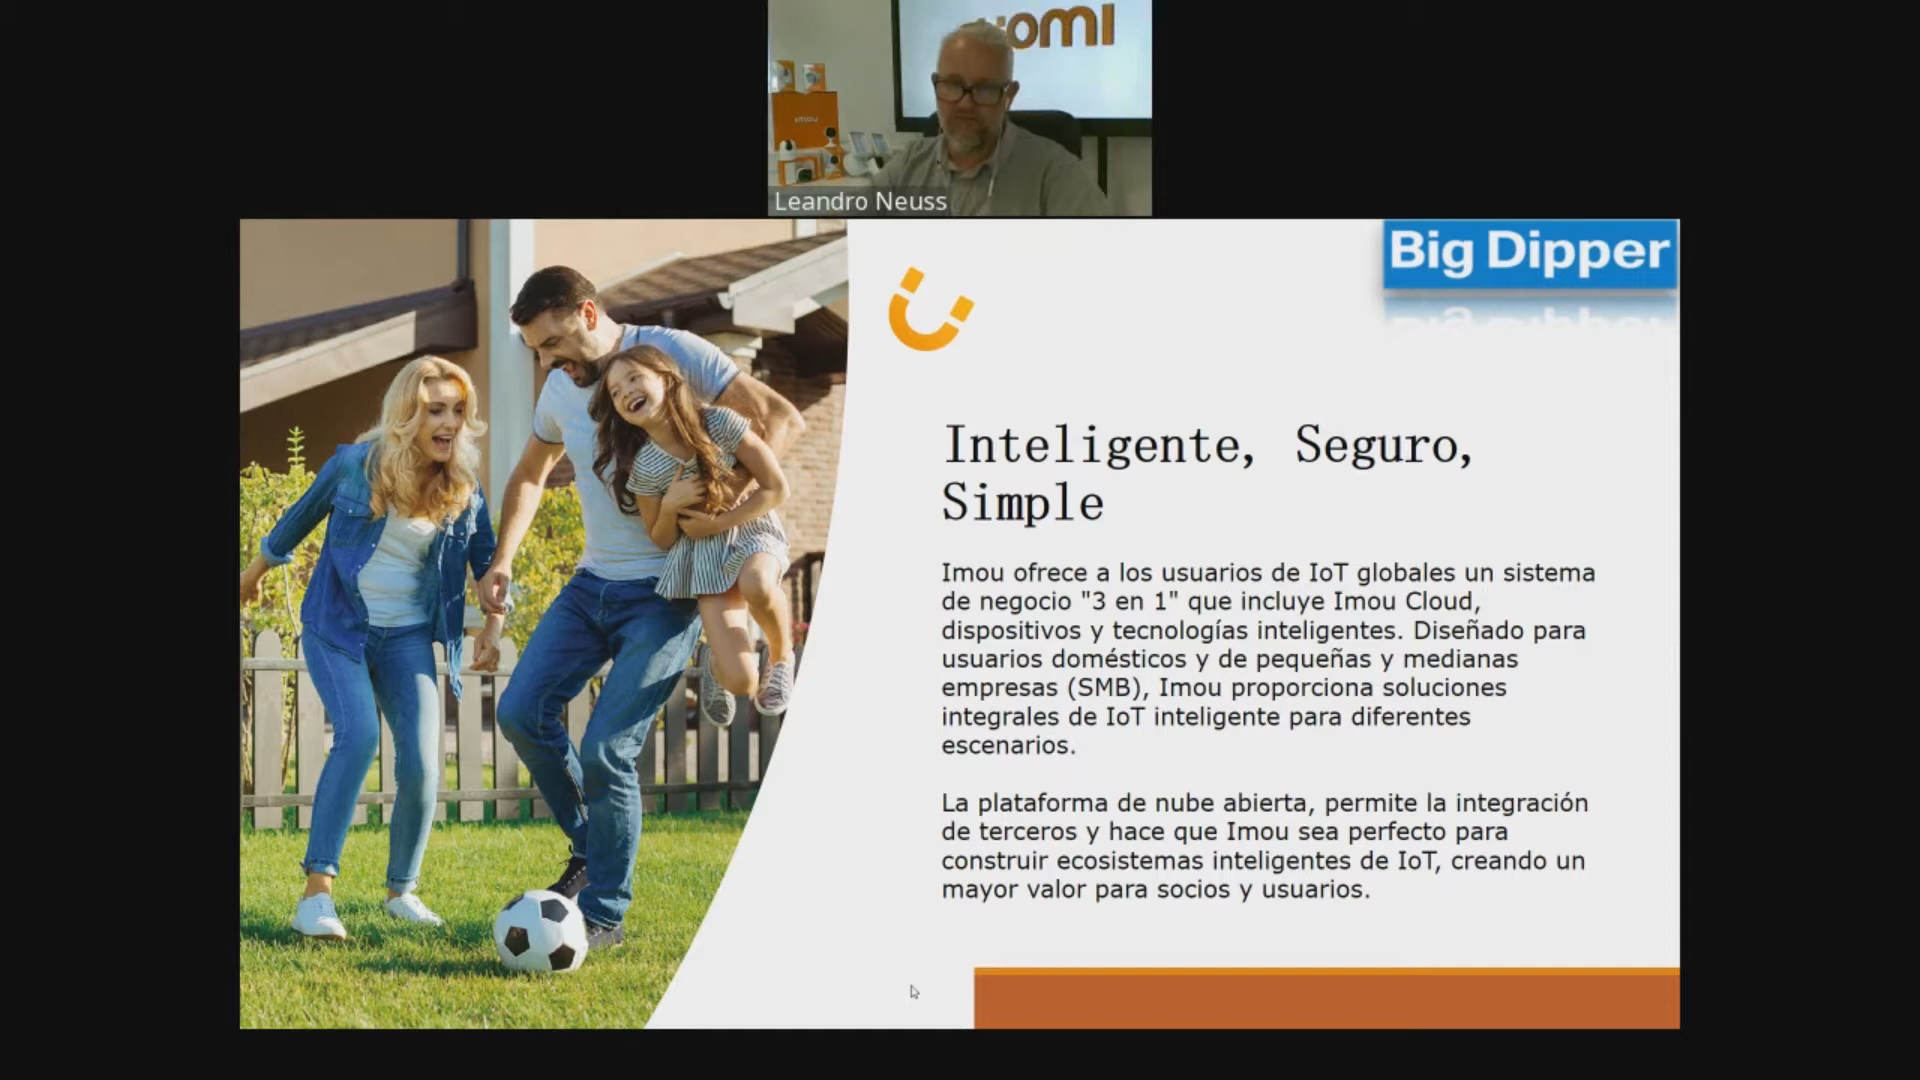 ıomı
imou
Leandro Neuss
Big Dipper
Inteligente, Seguro,
Simple
Imou ofrece a los usuarios de IoT globales un sistema
de negocio "3 en 1" que incluye Imou Cloud,
dispositivos y tecnologías inteligentes. Diseñado para
usuarios domésticos y de pequeñas y medianas
empresas (SMB), Imou proporciona soluciones
integrales de IoT inteligente para diferentes
escenarios.
La plataforma de nube abierta, permite la integración
de terceros y hace que Imou sea perfecto para
construir ecosistemas inteligentes de IoT, creando un
mayor valor para socios y usuarios.